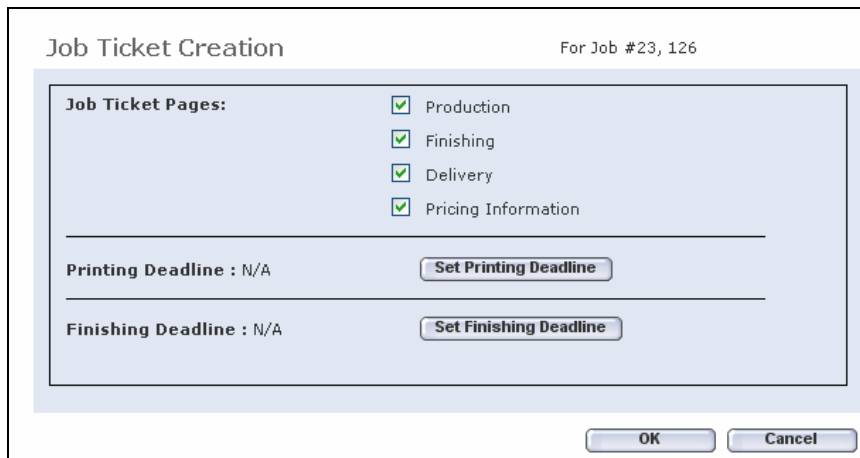 Job Ticket Creation For Job #23, 126
Job Ticket Pages: Production
Finishing
Delivery
Pricing Information
Printing Deadline : N/A Set Printing Deadline
Finishing Deadline : N/A Set Finishing Deadline
OK Cancel